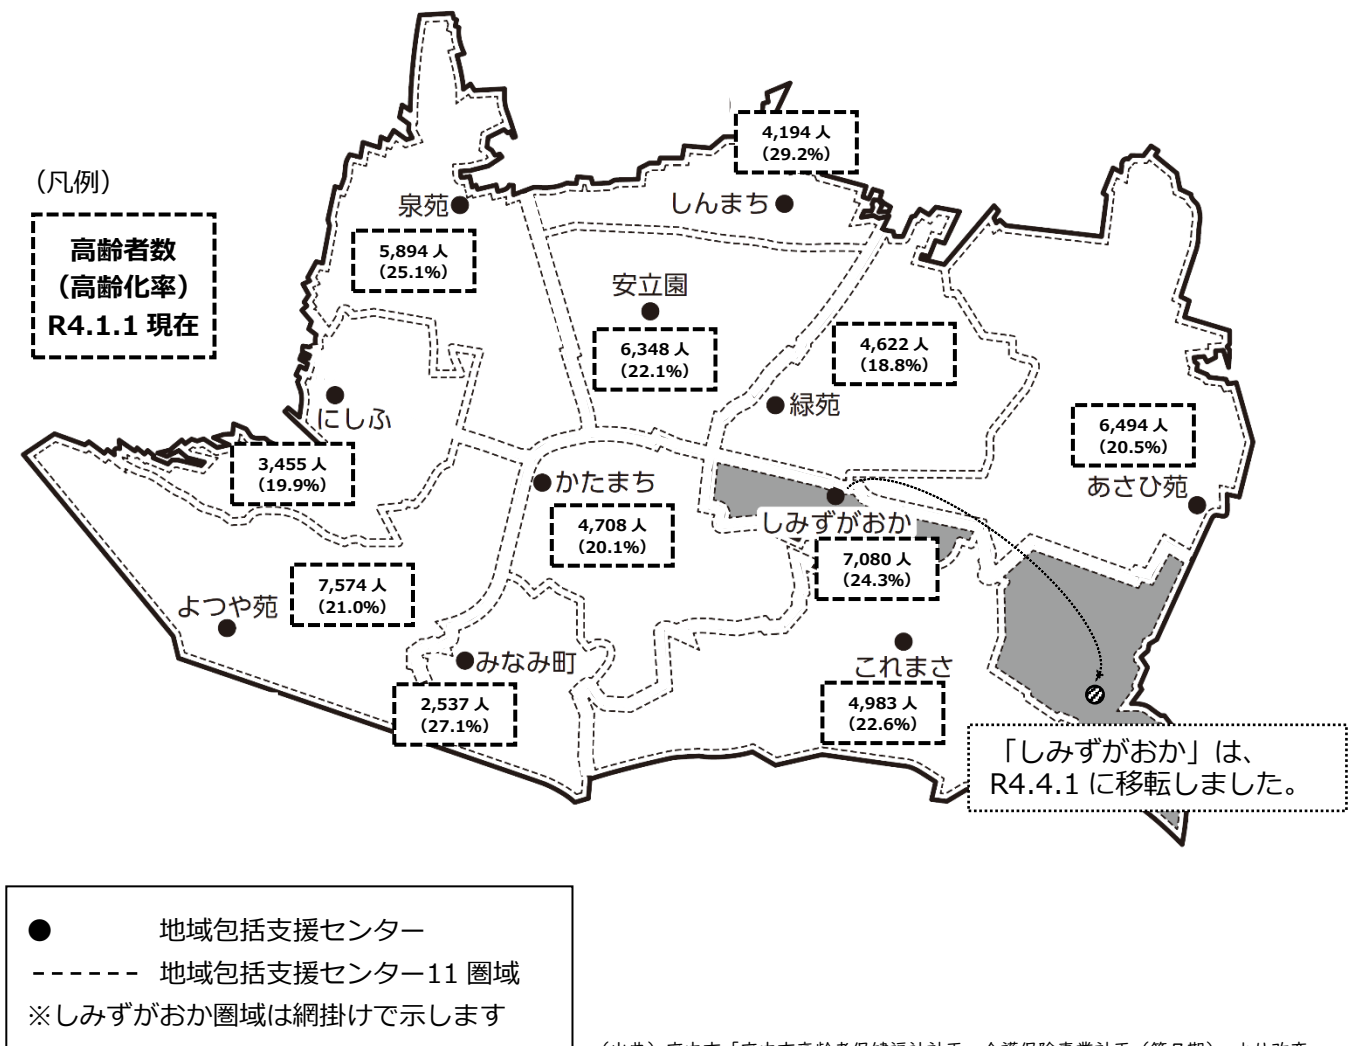 （凡例）
高齢者数
（高齢化率）
R4.1.1 現在
4,194 人
(29.2%)
しんまち
泉苑
5,894 人
(25.1%)
安立園
6,348 人
(22.1%)
4,622 人
(18.8%)
緑苑
にしふ
3,455 人
(19.9%)
6,494 人
(20.5%)
あさひ苑
かたまち
4,708 人
(20.1%)
しみずがおか
7,080 人
(24.3%)
7,574 人
(21.0%)
よつや苑
みなみ町
2,537 人
(27.1%)
これまさ
4,983 人
(22.6%)
「しみずがおか」は、
R4.4.1 に移転しました。
● 地域包括支援センター
------ 地域包括支援センター11 圏域
※しみずがおか圏域は網掛けで示します